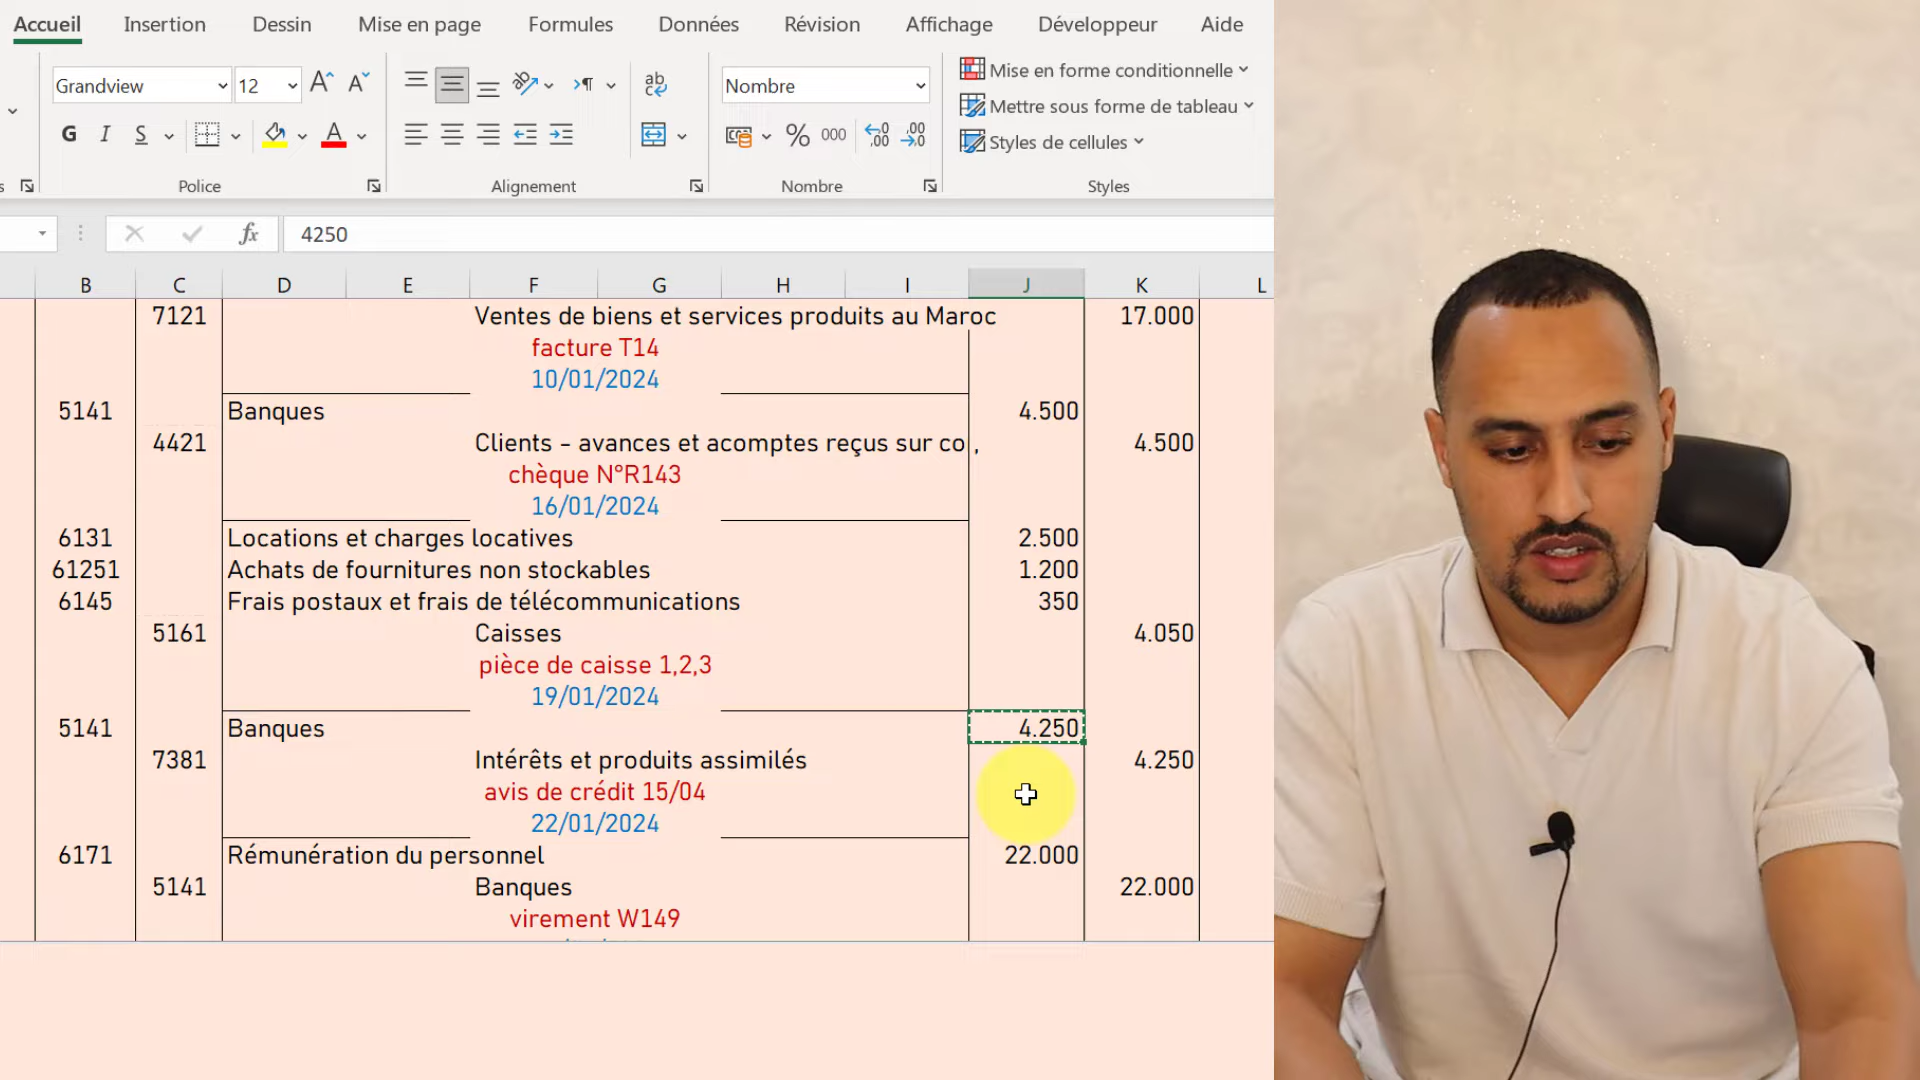 Accueil Insertion Dessin Mise en page Formules Données Révision Affichage Développeur Aide
Grandview 12 A A ab c Nombre Mise en forme conditionnelle
Mettre sous forme de tableau
G I S A % 000 Styles de cellules
s Police Alignement Nombre Styles
fx 4250
B C D E F G H I J K L
7121 Ventes de biens et services produits au Maroc 17.000
facture T14
10/01/2024
5141 Banques 4.500
4421 Clients - avances et acomptes reçus sur co 4.500
chèque N°R143
16/01/2024
6131 Locations et charges locatives 2.500
61251 Achats de fournitures non stockables 1.200
6145 Frais postaux et frais de télécommunications 350
5161 Caisses 4.050
pièce de caisse 1,2,3
19/01/2024
5141 Banques 4.250
7381 Intérêts et produits assimilés 4.250
avis de crédit 15/04
22/01/2024
6171 Rémunération du personnel 22.000
5141 Banques 22.000
virement W149